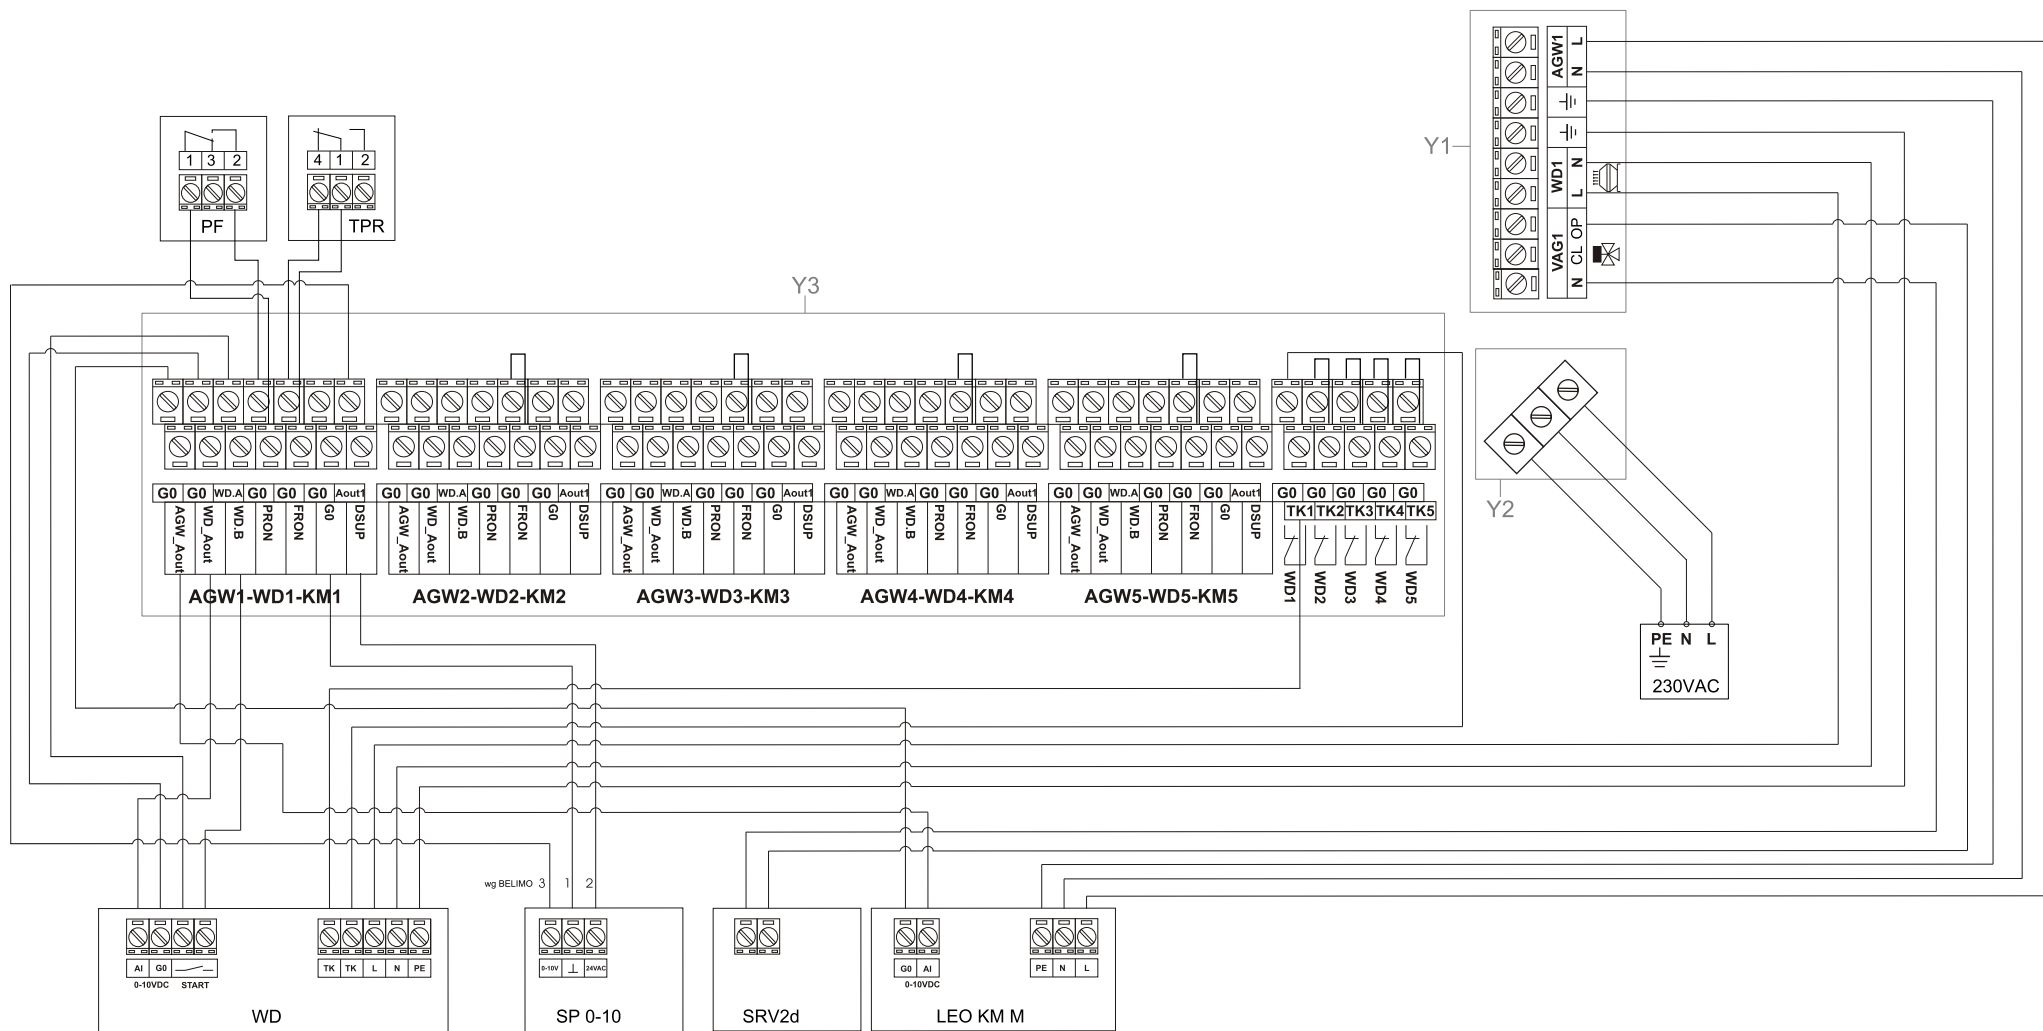 AGW1
L
N
WD1
N
L
VAG1
OP
CL
N
Y1
1 3 2
PF
4 1 2
TPR
Y3
Y2
G0 G0 WD.A G0 G0 G0 Aout1
AGW_Aout WD_Aout WD.B PRON FRON G0 DSUP
AGW1-WD1-KM1
G0 G0 WD.A G0 G0 G0 Aout1
AGW_Aout WD_Aout WD.B PRON FRON G0 DSUP
AGW2-WD2-KM2
G0 G0 WD.A G0 G0 G0 Aout1
AGW_Aout WD_Aout WD.B PRON FRON G0 DSUP
AGW3-WD3-KM3
G0 G0 WD.A G0 G0 G0 Aout1
AGW_Aout WD_Aout WD.B PRON FRON G0 DSUP
AGW4-WD4-KM4
G0 G0 WD.A G0 G0 G0 Aout1
AGW_Aout WD_Aout WD.B PRON FRON G0 DSUP
AGW5-WD5-KM5
G0 G0 G0 G0 G0
TK1 TK2 TK3 TK4 TK5
WD1 WD2 WD3 WD4 WD5
PE N L
230VAC
wg BELIMO 3 1 2
AI G0
0-10VDC START
TK TK L N PE
WD
0-10V 24VAC
SP 0-10
SRV2d
G0 AI
0-10VDC
PE N L
LEO KM M